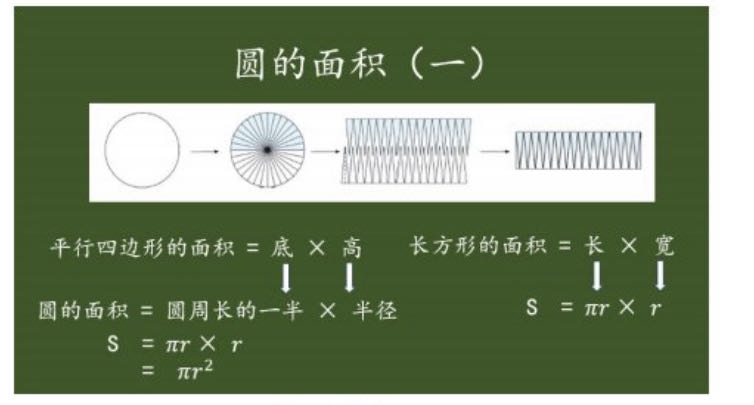 圆的面积（一）
平行四边形的面积 = 底 × 高
长方形的面积 = 长 × 宽
圆的面积 = 圆周长的一半 × 半径
S = πr × r
S = πr × r
= πr²